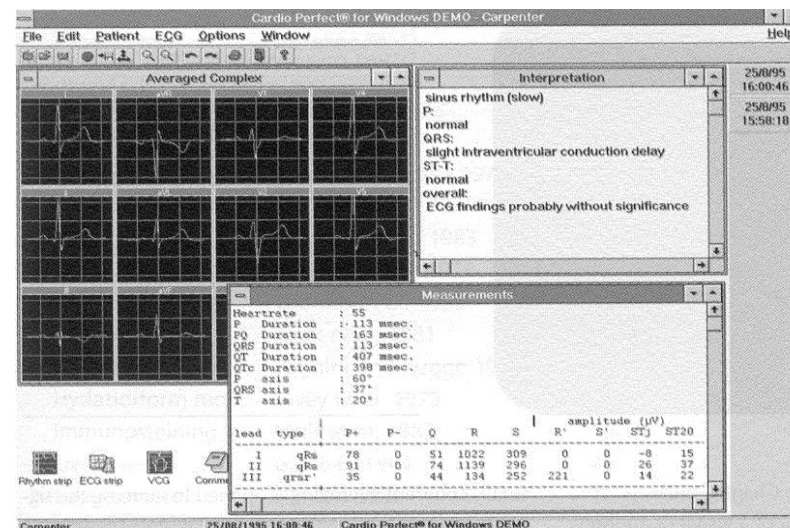 Cardio Perfect® for Windows DEMO - Carpenter
File Edit Patient ECG Options Window Help
Averaged Complex
I aVR V1 V4
Interpretation
sinus rhythm (slow)
P:
normal
QRS:
slight intraventricular conduction delay
ST-T:
normal
overall:
ECG findings probably without significance
25/8/95
16:00:46
25/8/95
15:58:18
Measurements
Heartrate : 55
P Duration : 113 msec.
PQ Duration : 163 msec.
QRS Duration : 113 msec.
QT Duration : 407 msec.
QTc Duration : 398 msec.
P axis : 60°
QRS axis : 37°
T axis : 20°
amplitude (µV)
lead type P+ P- Q R S R' S' STj ST20
I qRs 78 0 51 1022 309 0 0 -8 15
II qRs 91 0 74 1139 296 0 0 26 37
III qrsr' 35 0 44 134 252 221 0 14 22
Rhythm strip ECG strip VCG
Carpenter 25/08/1995 16:00:46 Cardio Perfect® for Windows DEMO